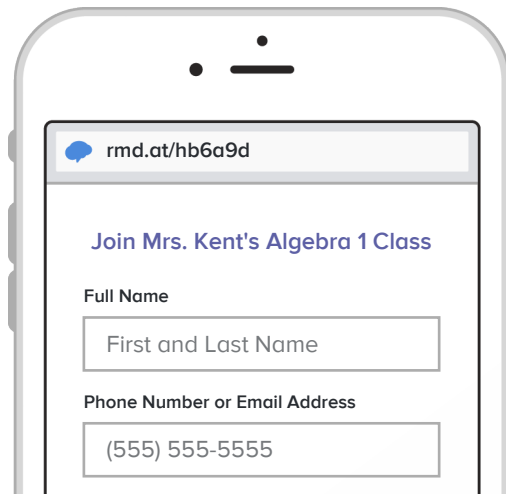 rmd.at/hb6a9d
Join Mrs. Kent's Algebra 1 Class
Full Name
First and Last Name
Phone Number or Email Address
(555) 555-5555